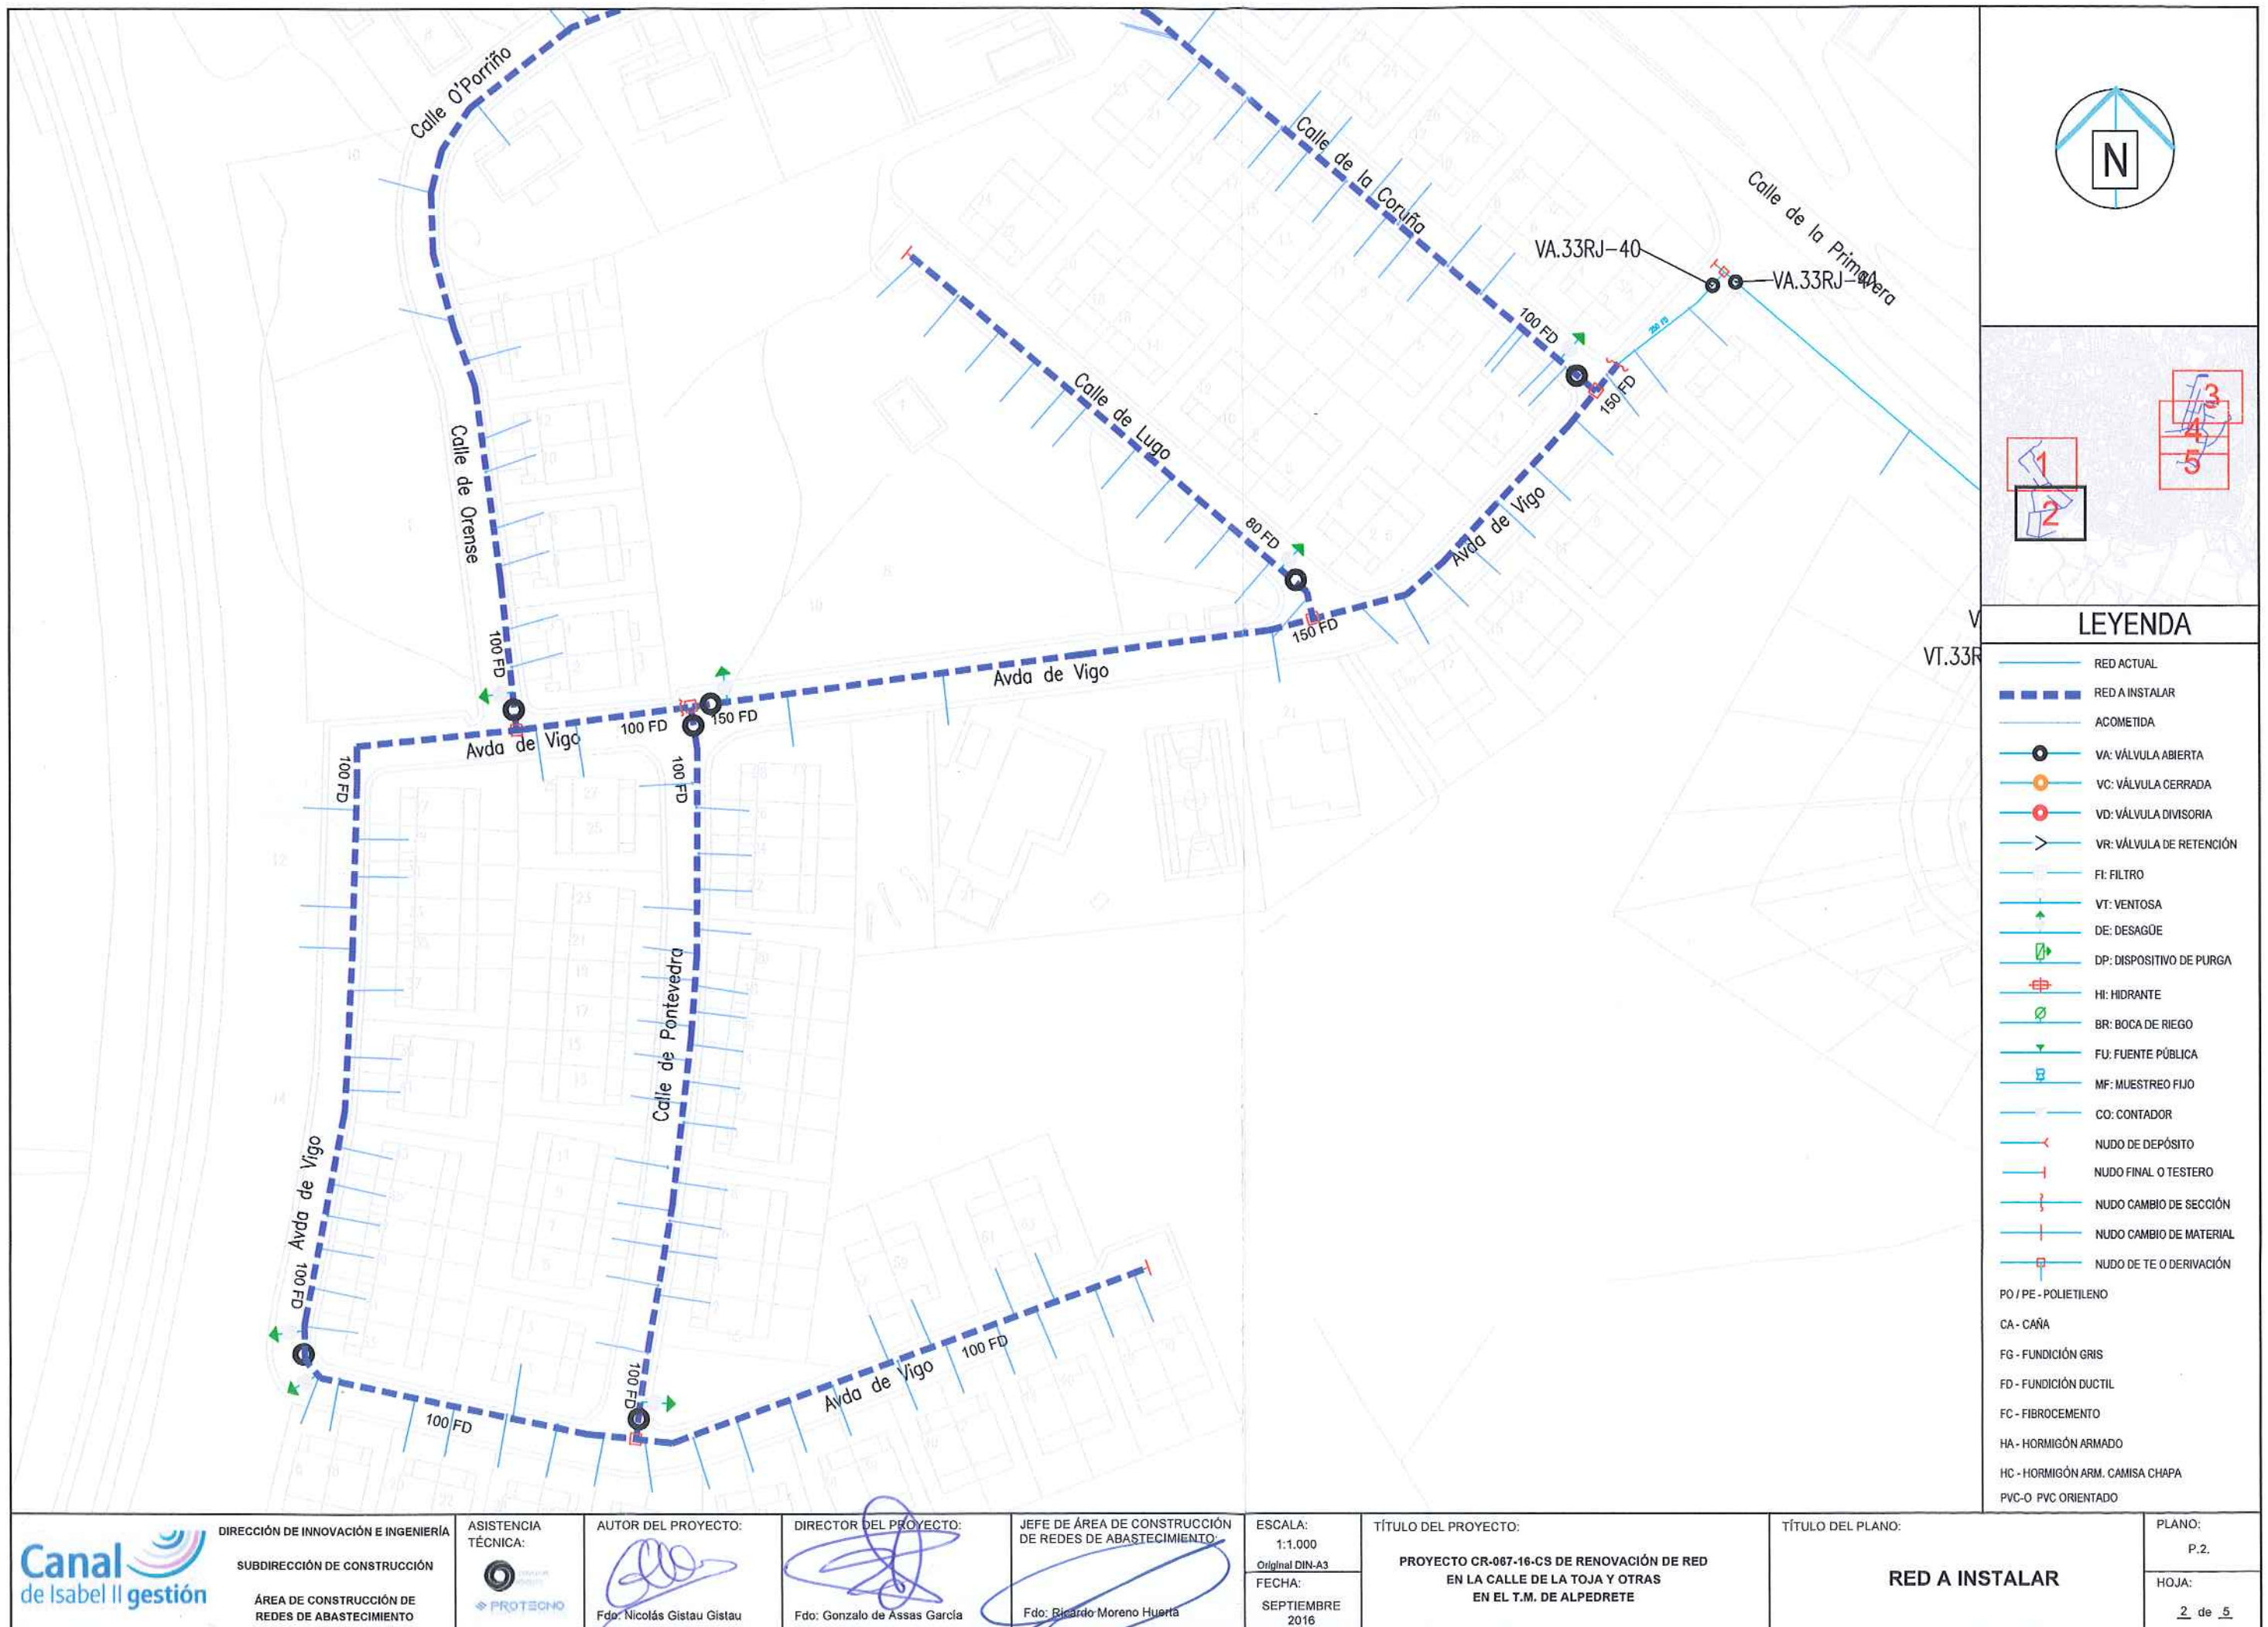 Calle O'Porriño
Calle de la Coruña
Calle de la Primavera
VA.33RJ-40
VA.33RJ-
100 FD
200 FD
150 FD
Calle de Lugo
Calle de Orense
80 FD
Avda de Vigo
150 FD
100 FD
Avda de Vigo
VT.33R
100 FD
150 FD
Avda de Vigo
100 FD
100 FD
Calle de Pontevedra
Avda de Vigo
100 FD
100 FD
100 FD
Avda de Vigo
100 FD
N
1
2
3
4
5
LEYENDA
RED ACTUAL
RED A INSTALAR
ACOMETIDA
VA: VÁLVULA ABIERTA
VC: VÁLVULA CERRADA
VD: VÁLVULA DIVISORIA
VR: VÁLVULA DE RETENCIÓN
FI: FILTRO
VT: VENTOSA
DE: DESAGÜE
DP: DISPOSITIVO DE PURGA
HI: HIDRANTE
BR: BOCA DE RIEGO
FU: FUENTE PÚBLICA
MF: MUESTREO FIJO
CO: CONTADOR
NUDO DE DEPÓSITO
NUDO FINAL O TESTERO
NUDO CAMBIO DE SECCIÓN
NUDO CAMBIO DE MATERIAL
NUDO DE TE O DERIVACIÓN
PO / PE - POLIETILENO
CA - CAÑA
FG - FUNDICIÓN GRIS
FD - FUNDICIÓN DUCTIL
FC - FIBROCEMENTO
HA - HORMIGÓN ARMADO
HC - HORMIGÓN ARM. CAMISA CHAPA
PVC-O PVC ORIENTADO
Canal
de Isabel II gestión
DIRECCIÓN DE INNOVACIÓN E INGENIERÍA
SUBDIRECCIÓN DE CONSTRUCCIÓN
ÁREA DE CONSTRUCCIÓN DE
REDES DE ABASTECIMIENTO
ASISTENCIA
TÉCNICA:
PROTECNO
AUTOR DEL PROYECTO:
Fdo: Nicolás Gistau Gistau
DIRECTOR DEL PROYECTO:
Fdo: Gonzalo de Assas García
JEFE DE ÁREA DE CONSTRUCCIÓN
DE REDES DE ABASTECIMIENTO:
Fdo: Ricardo Moreno Huerta
ESCALA:
1:1.000
Original DIN-A3
FECHA:
SEPTIEMBRE
2016
TÍTULO DEL PROYECTO:
PROYECTO CR-067-16-CS DE RENOVACIÓN DE RED
EN LA CALLE DE LA TOJA Y OTRAS
EN EL T.M. DE ALPEDRETE
TÍTULO DEL PLANO:
RED A INSTALAR
PLANO:
P.2.
HOJA:
2 de 5